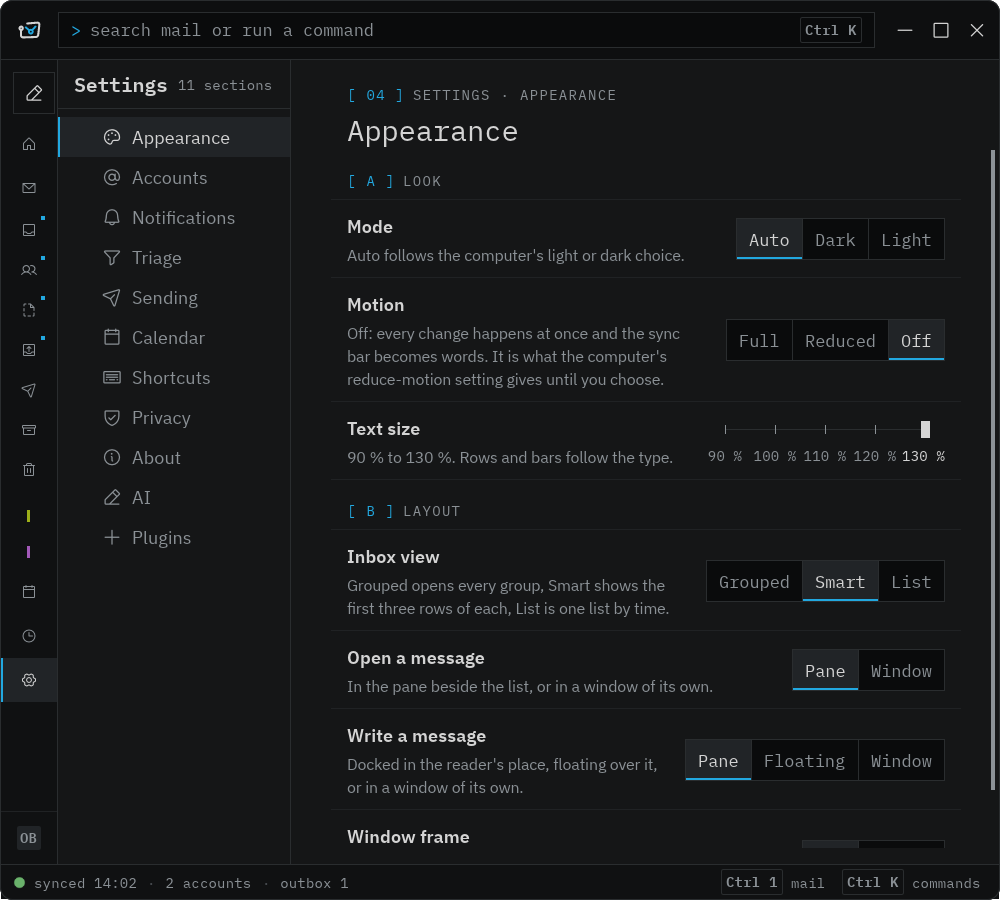 > search mail or run a command
Ctrl K
Settings 11 sections
Appearance
Accounts
Notifications
Triage
Sending
Calendar
Shortcuts
Privacy
About
AI
Plugins
OB
[ 04 ] SETTINGS · APPEARANCE
Appearance
[ A ] LOOK
Mode
Auto follows the computer's light or dark choice.
Auto Dark Light
Motion
Off: every change happens at once and the sync
bar becomes words. It is what the computer's
reduce-motion setting gives until you choose.
Full Reduced Off
Text size
90 % to 130 %. Rows and bars follow the type.
90 % 100 % 110 % 120 % 130 %
[ B ] LAYOUT
Inbox view
Grouped opens every group, Smart shows the
first three rows of each, List is one list by time.
Grouped Smart List
Open a message
In the pane beside the list, or in a window of its own.
Pane Window
Write a message
Docked in the reader's place, floating over it,
or in a window of its own.
Pane Floating Window
Window frame
synced 14:02 · 2 accounts · outbox 1
Ctrl 1 mail Ctrl K commands